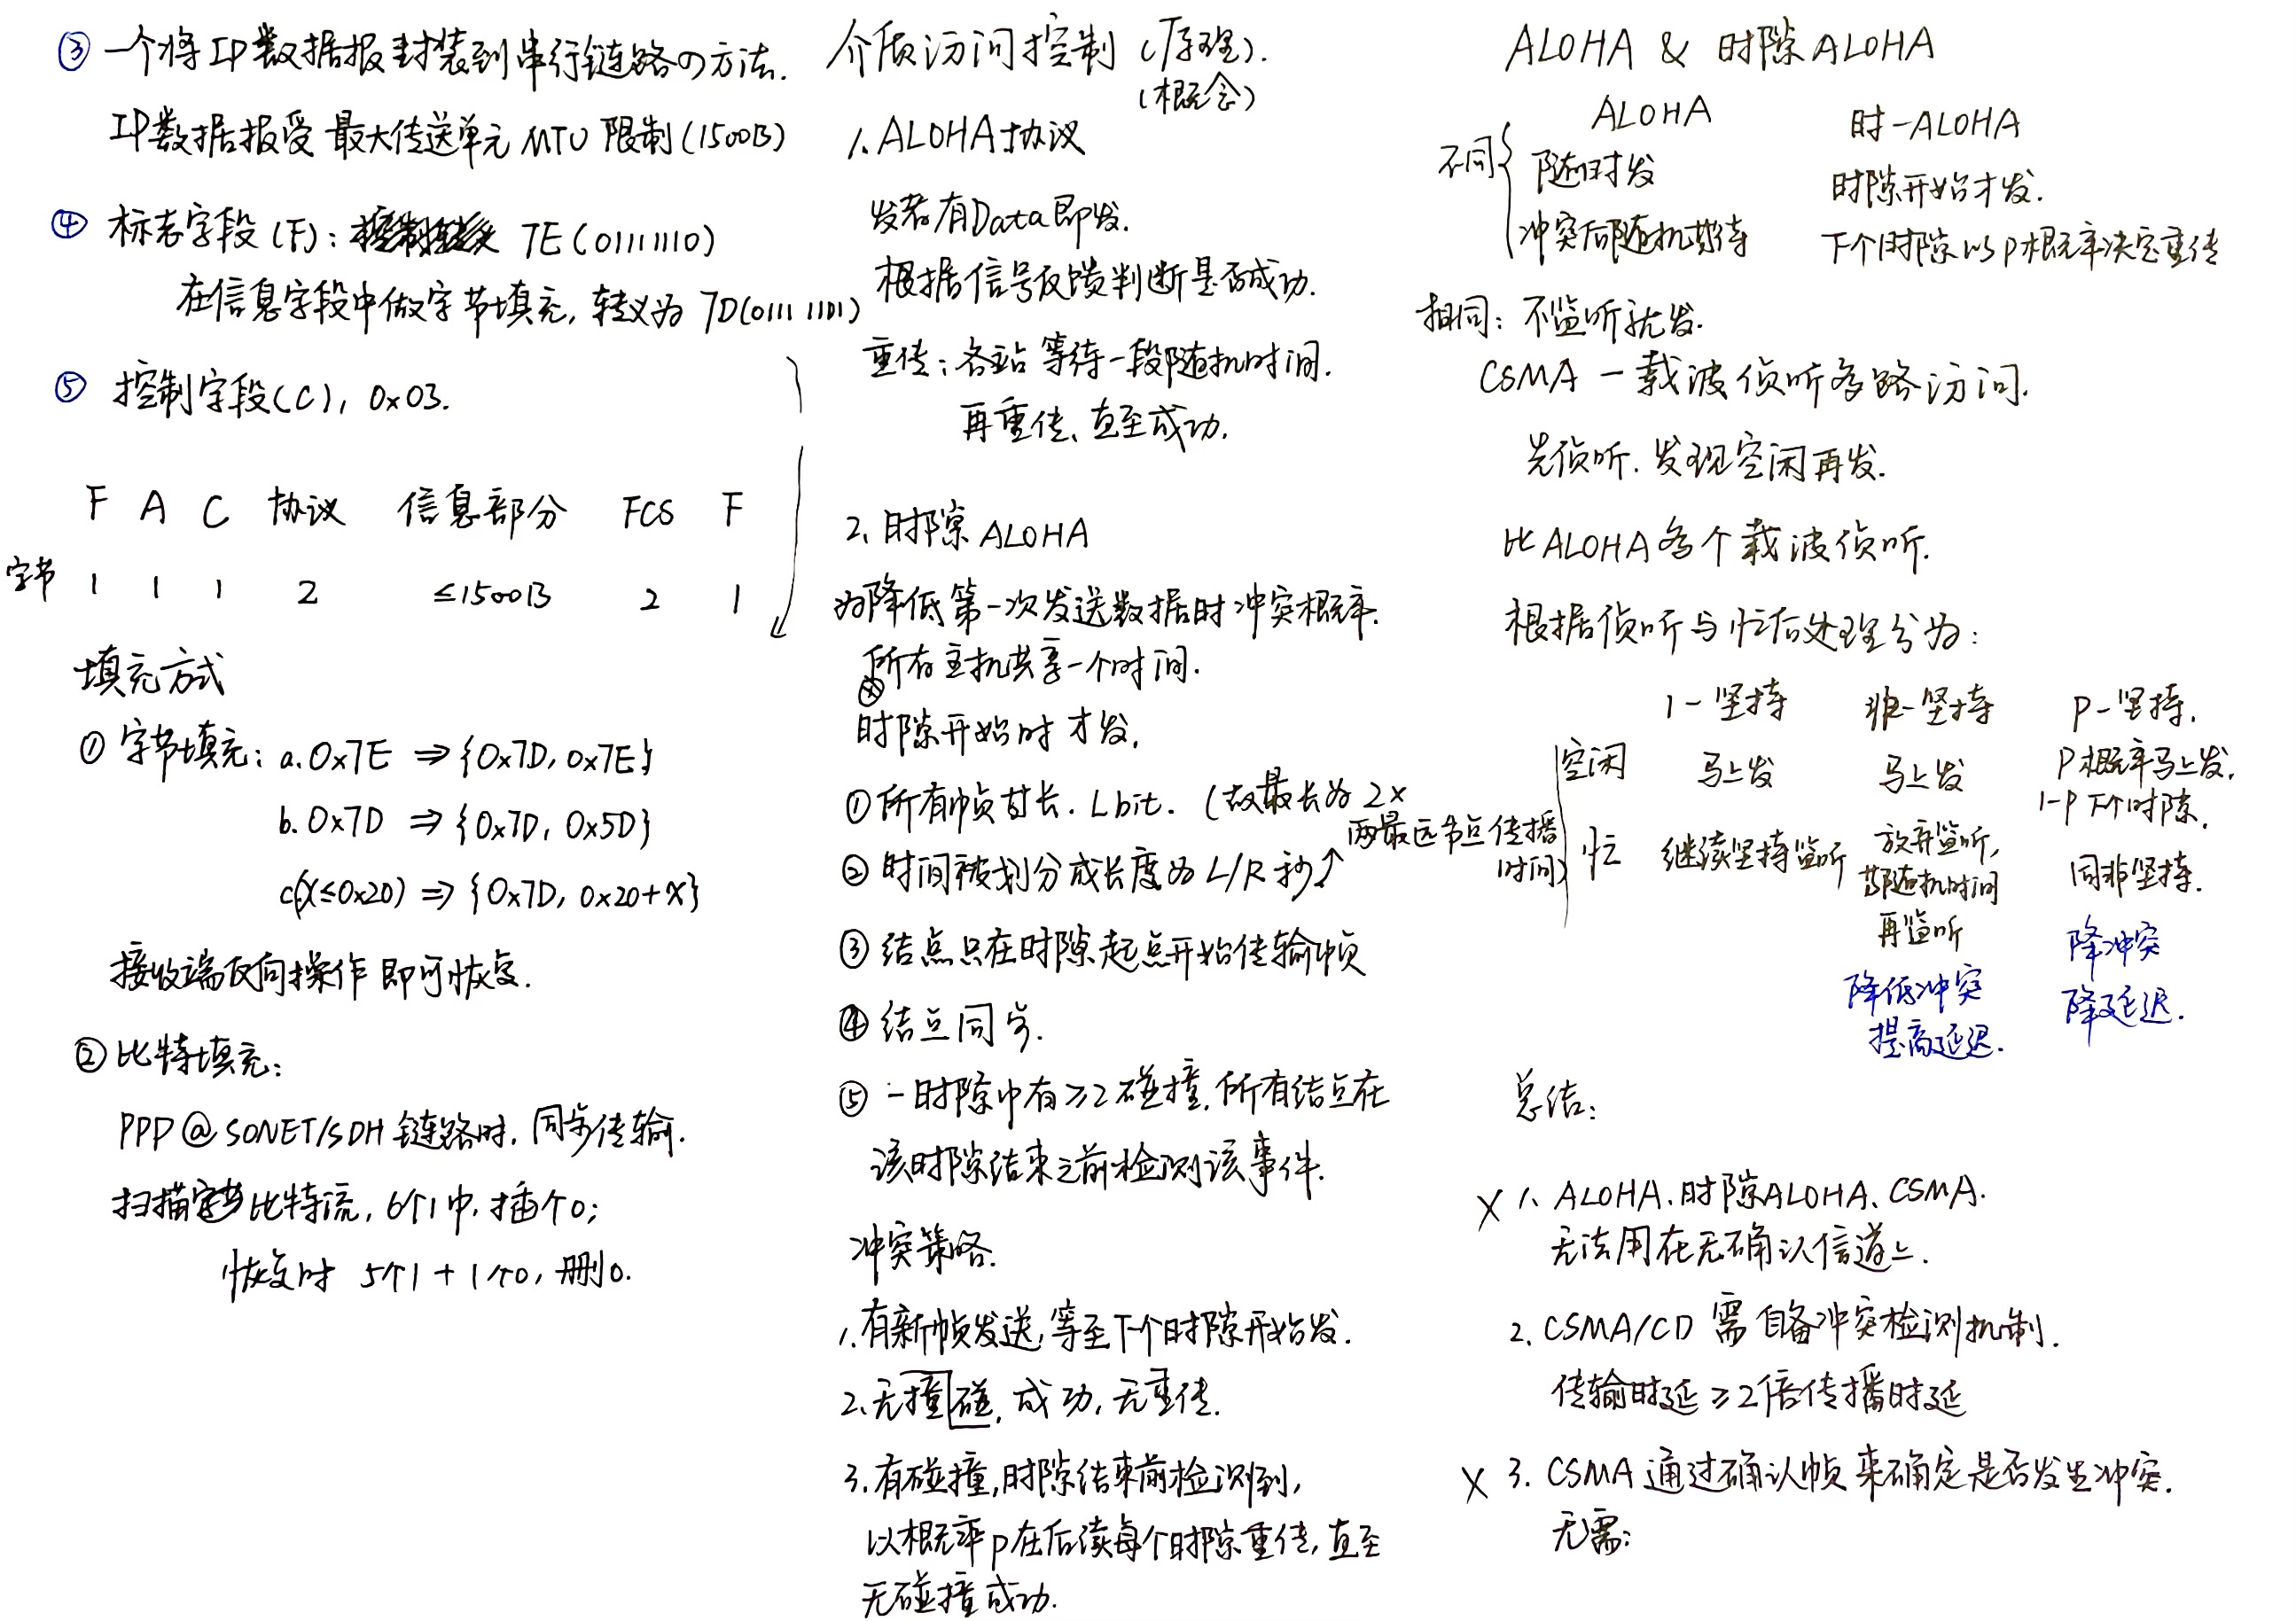 ③ 一个将IP数据报封装到串行链路の方法.
IP数据报受 最大传送单元 MTU 限制(1500B)
④ 标志字段(F): 7E(01111110)
在信息字段中做字节填充, 转义为 7D(01111101)
⑤ 控制字段(C), 0x03.
F A C 协议 信息部分 FCS F
字节 1 1 1 2 ≤1500B 2 1
填充方式
① 字节填充: a. 0x7E ⇒ {0x7D, 0x7E}
b. 0x7D ⇒ {0x7D, 0x5D}
c(x≤0x20) ⇒ {0x7D, 0x20+x}
接收端反向操作 即可恢复.
② 比特填充:
PPP@SONET/SDH 链路时. 同步传输.
扫描 比特流, 6个1中, 插个0;
恢复时 5个1 + 1个0, 删0.
介质访问控制 (原理).
(概念)
1. ALOHA协议
发者有Data即发.
根据信号反馈判断是否成功.
重传: 各站 等待一段随机时间.
再重传、直至成功.
2. 时隙 ALOHA
为降低第一次发送数据时冲突概率.
所有主机共享一个时间.
时隙开始时 才发.
① 所有帧 长. L bit. (故最长为 2×
两最远节点传播
时间)
② 时间被划分成长度为 L/R 秒↑
③ 结点只在时隙起点开始传输帧
④ 结点同步.
⑤ 一时隙中有≥2碰撞, 所有结点在
该时隙结束之前检测该事件.
冲突策略.
1. 有新帧发送, 等至下个时隙开始发.
2. 无撞碰, 成功, 无重传.
3. 有碰撞, 时隙结束前检测到,
以概率p在后续每个时隙重传, 直至
无碰撞成功.
ALOHA & 时隙ALOHA
ALOHA 时-ALOHA
不同 随时发 时隙开始才发.
冲突后随机等待 下个时隙以p概率决定重传
相同: 不监听就发.
CSMA — 载波侦听多路访问.
先侦听. 发现空闲再发.
比ALOHA多个载波侦听.
根据侦听与忙后处理分为:
1-坚持 非-坚持 P-坚持.
空闲 马上发 马上发 P概率马上发.
1-P下个时隙.
忙 继续坚持监听 放弃监听, 同非坚持.
随机时间
再监听
降低冲突 降冲突
提高延迟. 降延迟.
总结:
X 1. ALOHA、时隙ALOHA、CSMA.
无法用在无确认信道上.
2. CSMA/CD 需自备冲突检测机制.
传输时延≥2倍传播时延
X 3. CSMA 通过确认帧来确定是否发生冲突.
无需: